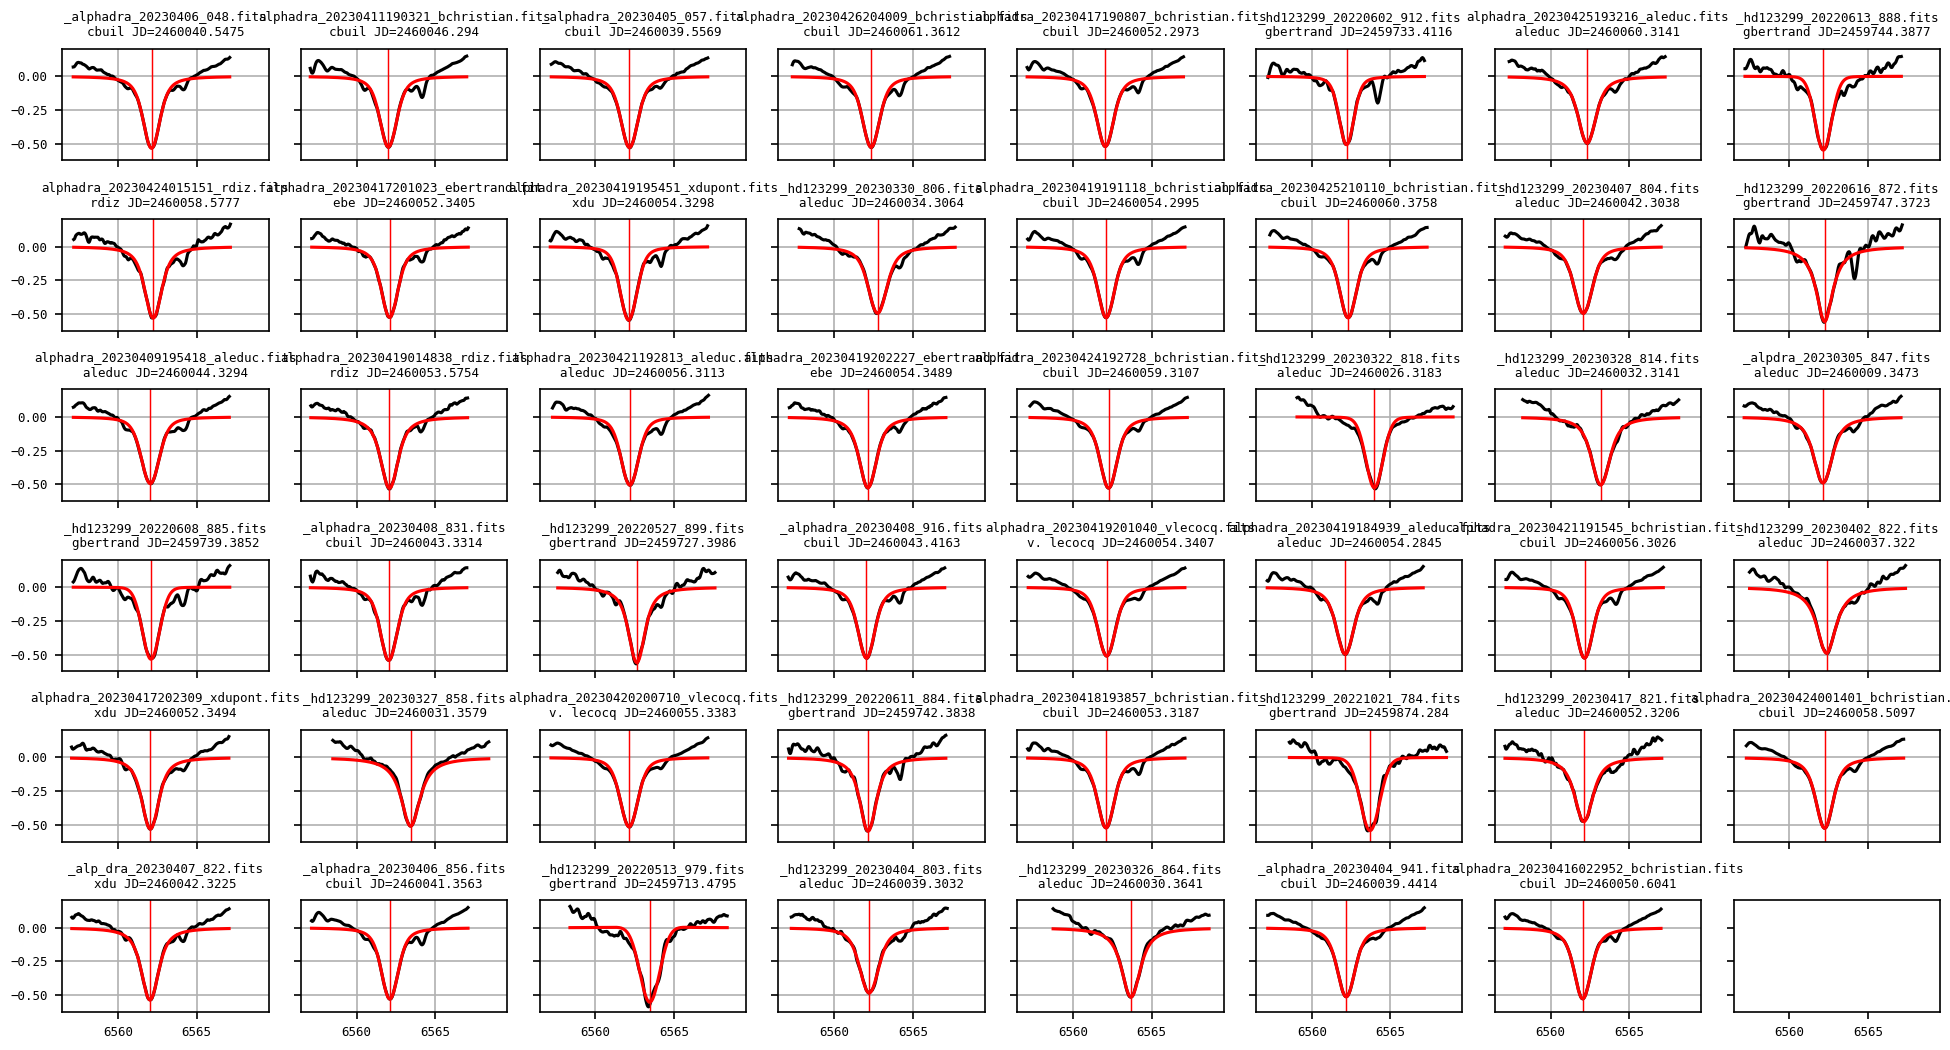 _alphadra_20230406_048.fits
cbuil JD=2460040.5475
alphadra_20230411190321_bchristian.fits
cbuil JD=2460046.294
_alphadra_20230405_057.fits
cbuil JD=2460039.5569
alphadra_20230426204009_bchristian.fits
cbuil JD=2460061.3612
alphadra_20230417190807_bchristian.fits
cbuil JD=2460052.2973
_hd123299_20220602_912.fits
gbertrand JD=2459733.4116
alphadra_20230425193216_aleduc.fits
aleduc JD=2460060.3141
_hd123299_20220613_888.fits
gbertrand JD=2459744.3877
0.00
−0.25
−0.50
alphadra_20230424015151_rdiz.fits
rdiz JD=2460058.5777
alphadra_20230417201023_ebertrand.fits
ebe JD=2460052.3405
alphadra_20230419195451_xdupont.fits
xdu JD=2460054.3298
_hd123299_20230330_806.fits
aleduc JD=2460034.3064
alphadra_20230419191118_bchristian.fits
cbuil JD=2460054.2995
alphadra_20230425210110_bchristian.fits
cbuil JD=2460060.3758
_hd123299_20230407_804.fits
aleduc JD=2460042.3038
_hd123299_20220616_872.fits
gbertrand JD=2459747.3723
0.00
−0.25
−0.50
alphadra_20230409195418_aleduc.fits
aleduc JD=2460044.3294
alphadra_20230419014838_rdiz.fits
rdiz JD=2460053.5754
alphadra_20230421192813_aleduc.fits
aleduc JD=2460056.3113
alphadra_20230419202227_ebertrand.fits
ebe JD=2460054.3489
alphadra_20230424192728_bchristian.fits
cbuil JD=2460059.3107
_hd123299_20230322_818.fits
aleduc JD=2460026.3183
_hd123299_20230328_814.fits
aleduc JD=2460032.3141
_alpdra_20230305_847.fits
aleduc JD=2460009.3473
0.00
−0.25
−0.50
_hd123299_20220608_885.fits
gbertrand JD=2459739.3852
_alphadra_20230408_831.fits
cbuil JD=2460043.3314
_hd123299_20220527_899.fits
gbertrand JD=2459727.3986
_alphadra_20230408_916.fits
cbuil JD=2460043.4163
alphadra_20230419201040_vlecocq.fits
v. lecocq JD=2460054.3407
alphadra_20230419184939_aleduc.fits
aleduc JD=2460054.2845
alphadra_20230421191545_bchristian.fits
cbuil JD=2460056.3026
_hd123299_20230402_822.fits
aleduc JD=2460037.322
0.00
−0.25
−0.50
alphadra_20230417202309_xdupont.fits
xdu JD=2460052.3494
_hd123299_20230327_858.fits
aleduc JD=2460031.3579
alphadra_20230420200710_vlecocq.fits
v. lecocq JD=2460055.3383
_hd123299_20220611_884.fits
gbertrand JD=2459742.3838
alphadra_20230418193857_bchristian.fits
cbuil JD=2460053.3187
_hd123299_20221021_784.fits
gbertrand JD=2459874.284
_hd123299_20230417_821.fits
aleduc JD=2460052.3206
alphadra_20230424001401_bchristian.
cbuil JD=2460058.5097
0.00
−0.25
−0.50
_alp_dra_20230407_822.fits
xdu JD=2460042.3225
_alphadra_20230406_856.fits
cbuil JD=2460041.3563
_hd123299_20220513_979.fits
gbertrand JD=2459713.4795
_hd123299_20230404_803.fits
aleduc JD=2460039.3032
_hd123299_20230326_864.fits
aleduc JD=2460030.3641
_alphadra_20230404_941.fits
cbuil JD=2460039.4414
alphadra_20230416022952_bchristian.fits
cbuil JD=2460050.6041
0.00
−0.25
−0.50
6560 6565 6560 6565 6560 6565 6560 6565 6560 6565 6560 6565 6560 6565 6560 6565